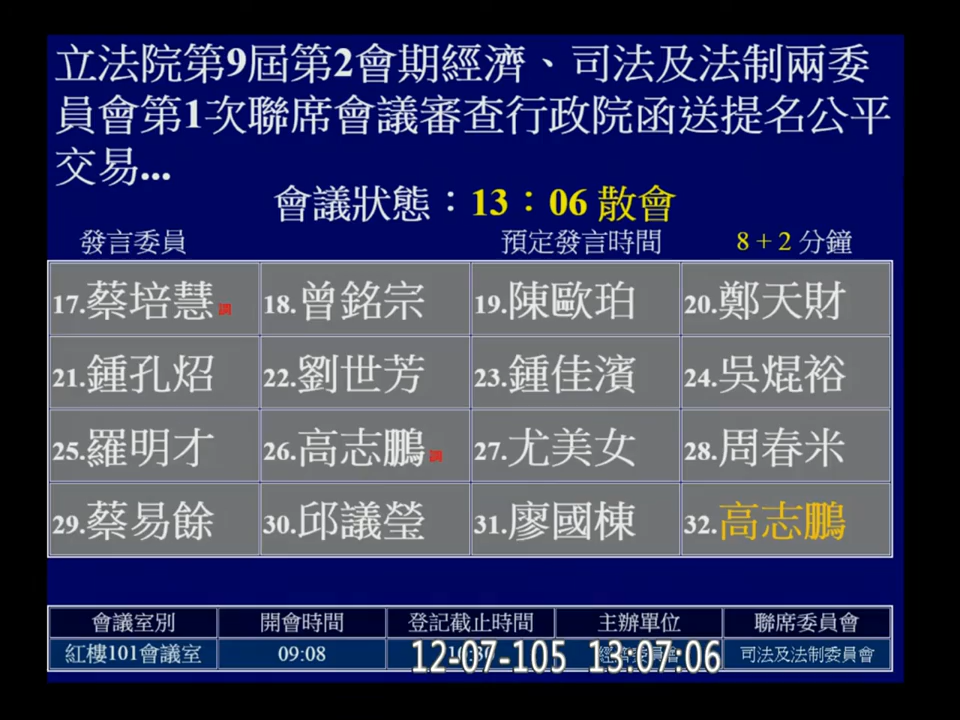 立法院第9屆第2會期經濟、司法及法制兩委
員會第1次聯席會議審查行政院函送提名公平
交易...
會議狀態：13：06 散會
發言委員 預定發言時間 8 + 2 分鐘
17.蔡培慧 18.曾銘宗 19.陳歐珀 20.鄭天財
21.鍾孔炤 22.劉世芳 23.鍾佳濱 24.吳焜裕
25.羅明才 26.高志鵬 27.尤美女 28.周春米
29.蔡易餘 30.邱議瑩 31.廖國棟 32.高志鵬
會議室別 開會時間 登記截止時間 主辦單位 聯席委員會
紅樓101會議室 09:08 司法及法制委員會
12-07-105 13:07:06